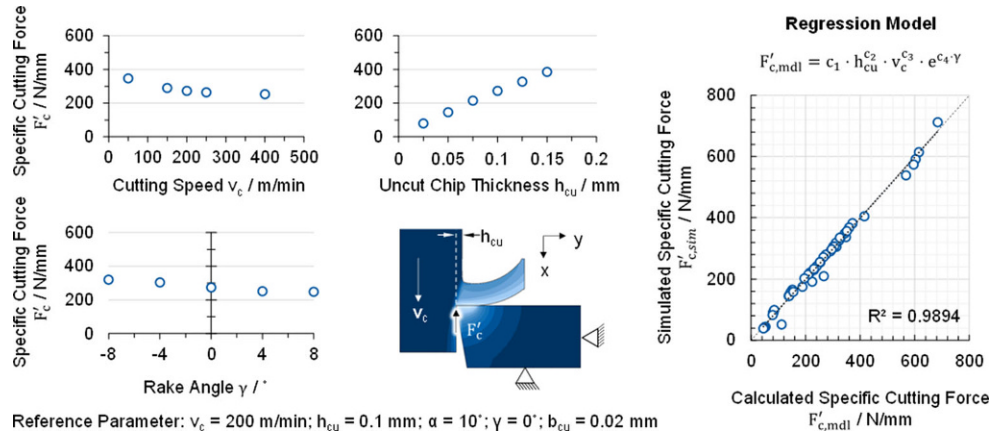 Specific Cutting Force
F′c / N/mm
600
400
200
0
0 100 200 300 400 500
Cutting Speed vc / m/min
600
400
200
0
0 0.05 0.1 0.15 0.2
Uncut Chip Thickness hcu / mm
Specific Cutting Force
F′c / N/mm
600
400
200
0
-8 -4 0 4 8
Rake Angle γ / °
hcu
y
x
vc
F′c
Regression Model
F′c,mdl = c1 · hcu^c2 · vc^c3 · e^c4·γ
Simulated Specific Cutting Force
F′c,sim / N/mm
800
600
400
200
0
R² = 0.9894
0 200 400 600 800
Calculated Specific Cutting Force
F′c,mdl / N/mm
Reference Parameter: vc = 200 m/min; hcu = 0.1 mm; α = 10°; γ = 0°; bcu = 0.02 mm